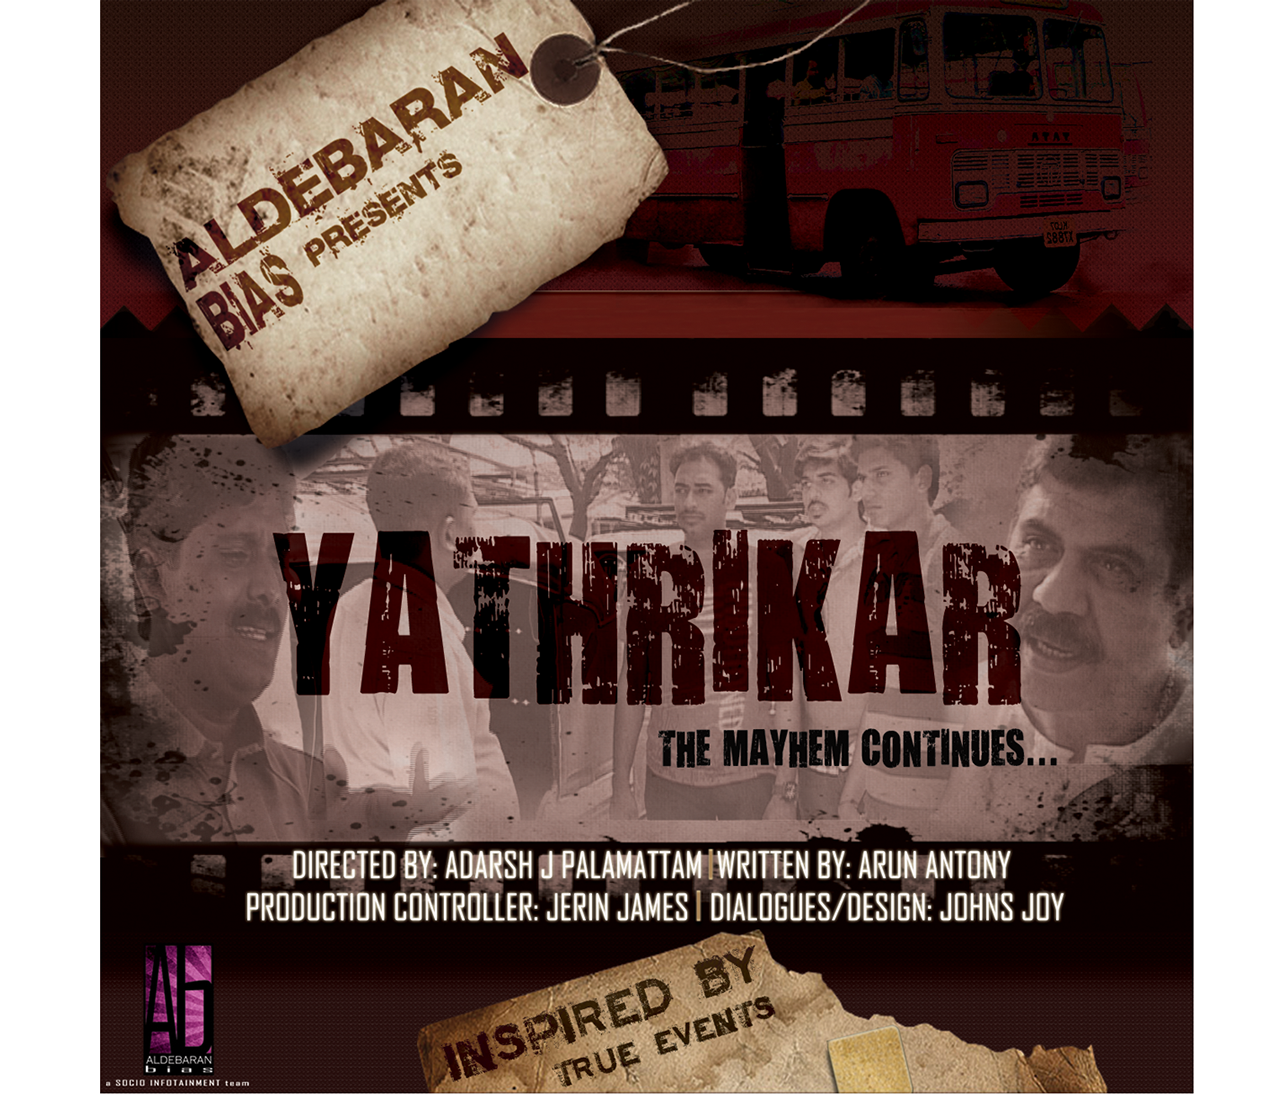 ALDEBARAN
BIAS PRESENTS
YATHRIKAR
THE MAYHEM CONTINUES...
DIRECTED BY: ADARSH J PALAMATTAM | WRITTEN BY: ARUN ANTONY
PRODUCTION CONTROLLER: JERIN JAMES | DIALOGUES/DESIGN: JOHNS JOY
INSPIRED BY
TRUE EVENTS
Ab
ALDEBARAN
bias
a SOCIO INFOTAINMENT team